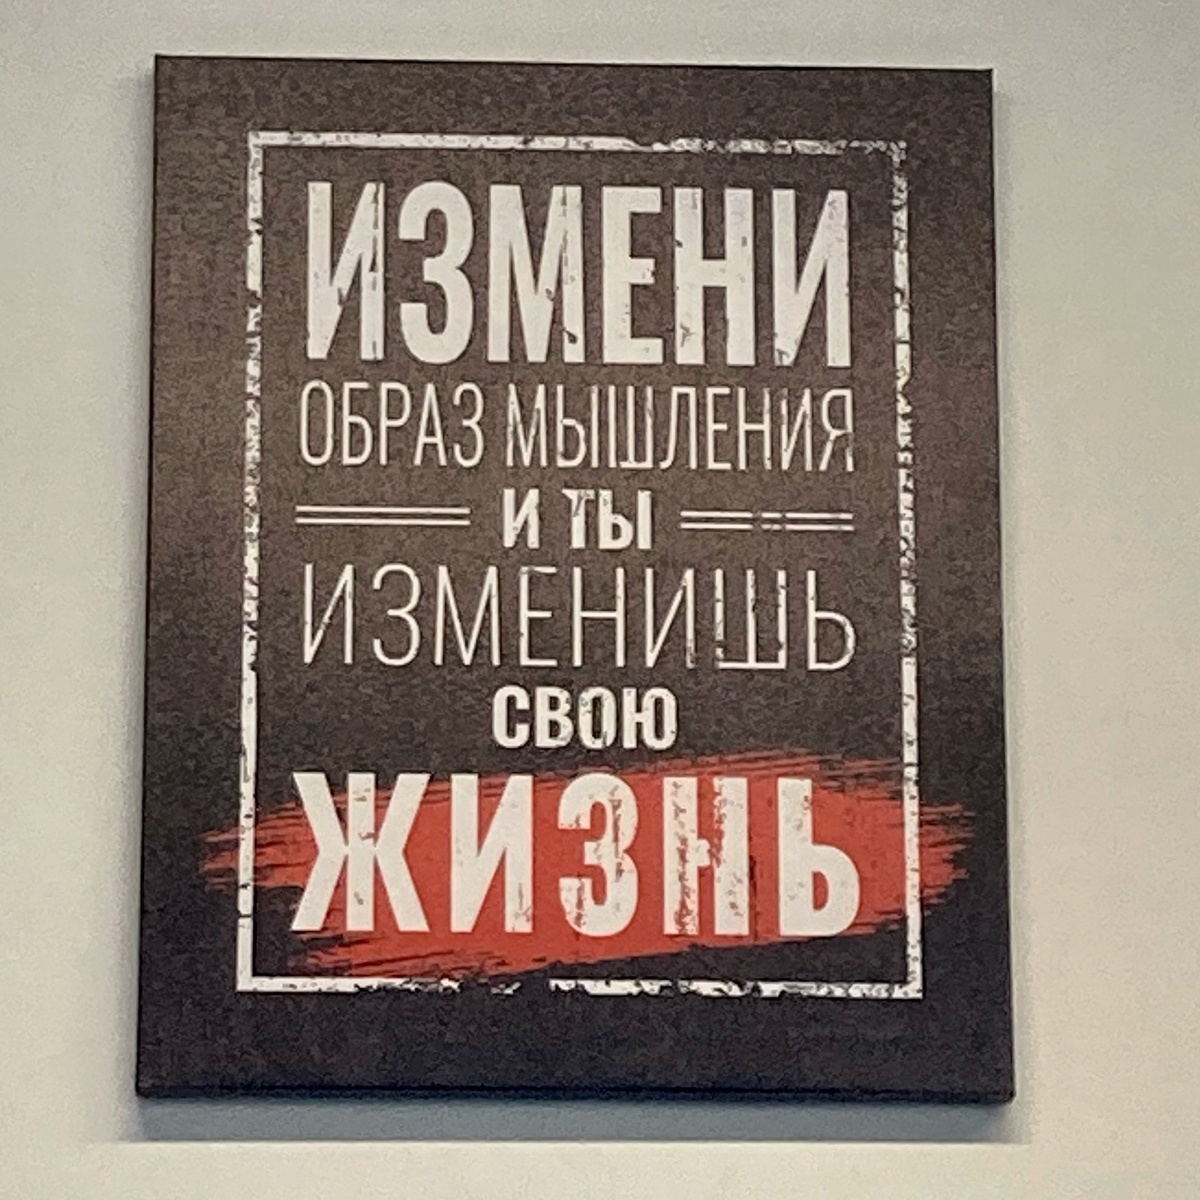 ИЗМЕНИ
ОБРАЗ МЫШЛЕНИЯ
И ТЫ
ИЗМЕНИШЬ
СВОЮ
ЖИЗНЬ